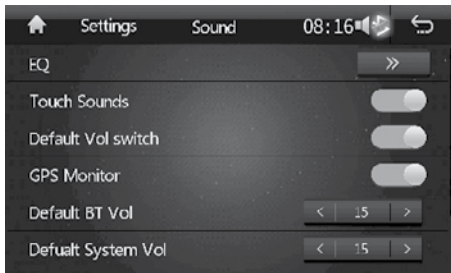 Settings Sound 08:16
EQ
Touch Sounds
Default Vol switch
GPS Monitor
Default BT Vol < 15 >
Defualt System Vol < 15 >